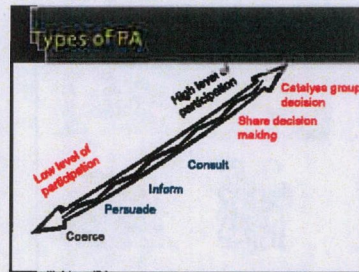 Types of PA
High level of
participation
Catalyse group
decision
Share decision
making
Low level of
participation
Consult
Inform
Persuade
Coerce